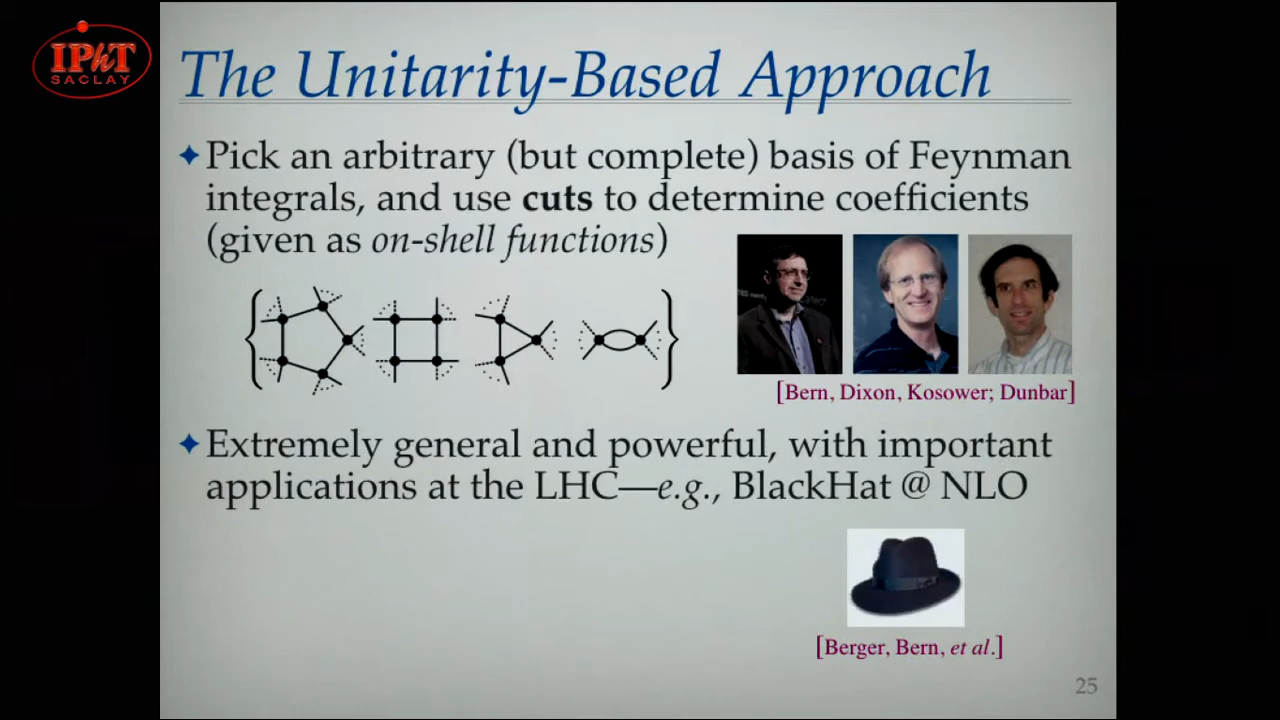 IPhT
SACLAY
The Unitarity-Based Approach
✦ Pick an arbitrary (but complete) basis of Feynman
integrals, and use cuts to determine coefficients
(given as on-shell functions)
[Bern, Dixon, Kosower; Dunbar]
✦ Extremely general and powerful, with important
applications at the LHC—e.g., BlackHat @ NLO
[Berger, Bern, et al.]
25